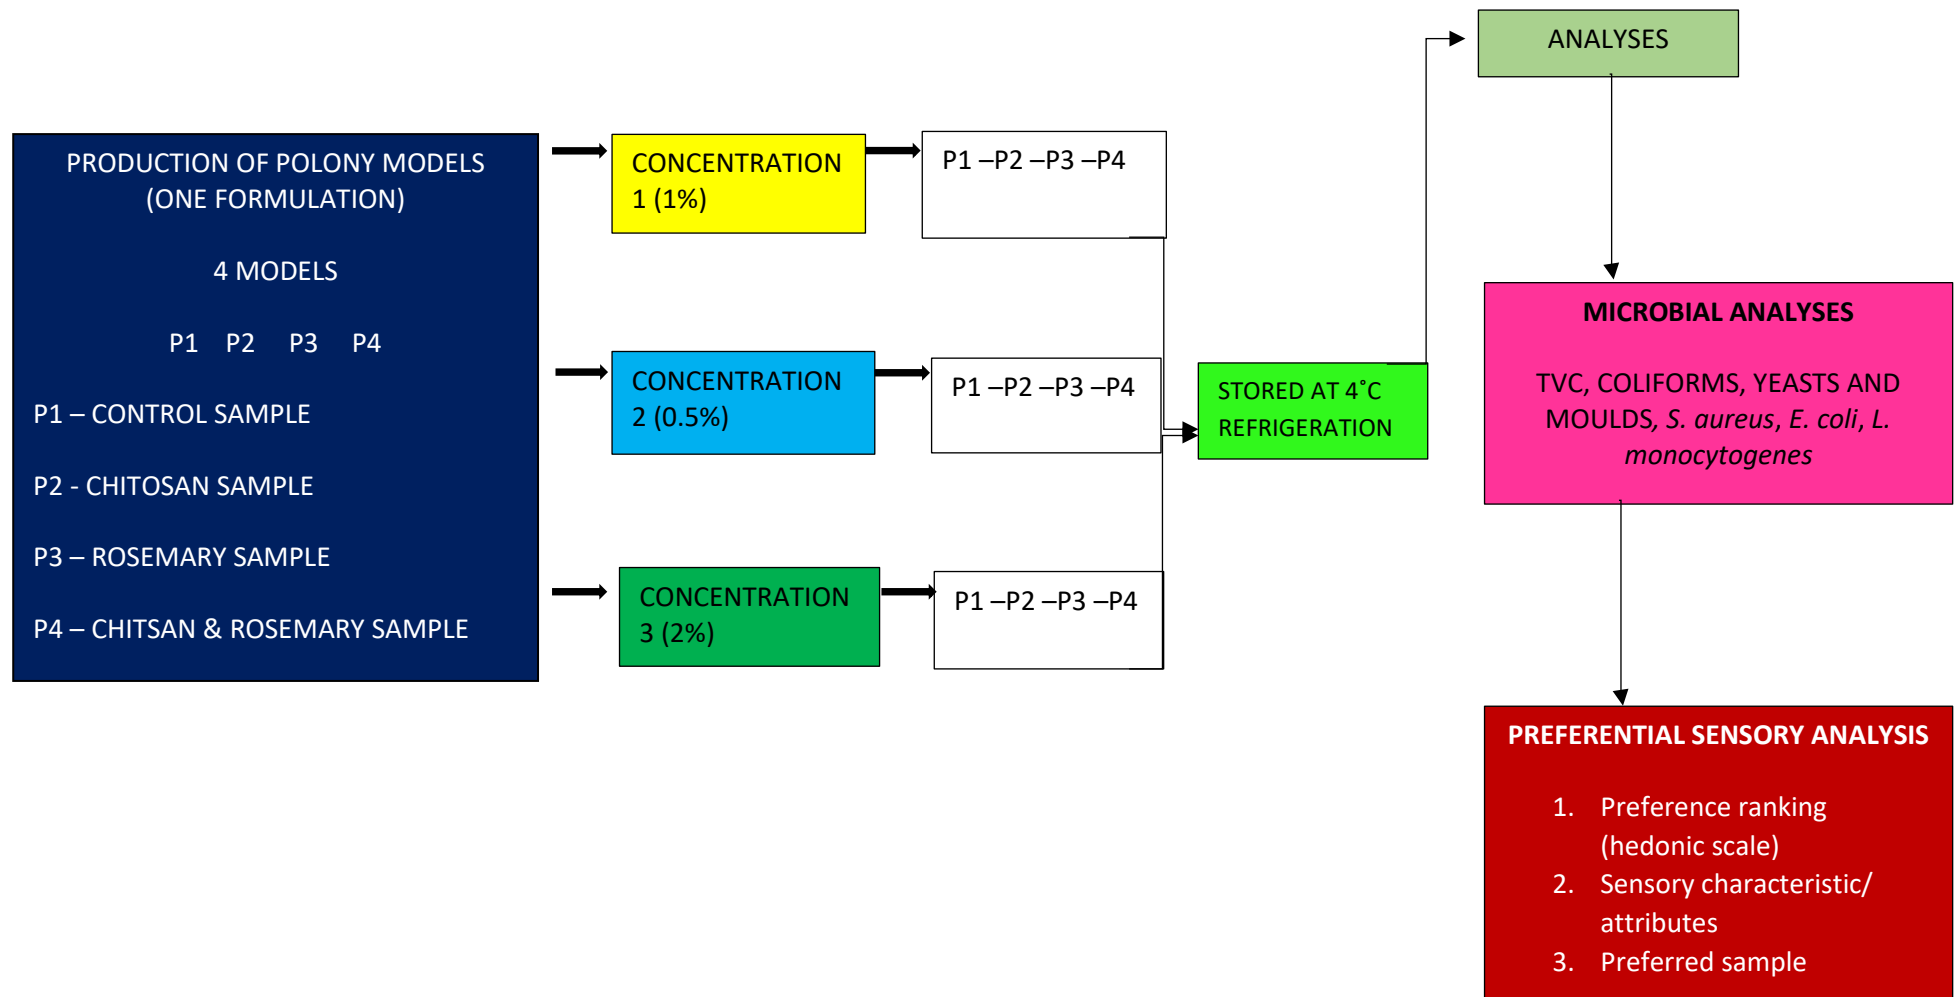 PRODUCTION OF POLONY MODELS
(ONE FORMULATION)
4 MODELS
P1 P2 P3 P4
P1 – CONTROL SAMPLE
P2 - CHITOSAN SAMPLE
P3 – ROSEMARY SAMPLE
P4 – CHITSAN & ROSEMARY SAMPLE
CONCENTRATION
1 (1%)
P1 –P2 –P3 –P4
CONCENTRATION
2 (0.5%)
P1 –P2 –P3 –P4
CONCENTRATION
3 (2%)
P1 –P2 –P3 –P4
STORED AT 4˚C
REFRIGERATION
ANALYSES
MICROBIAL ANALYSES
TVC, COLIFORMS, YEASTS AND
MOULDS, S. aureus, E. coli, L.
monocytogenes
PREFERENTIAL SENSORY ANALYSIS
1. Preference ranking
(hedonic scale)
2. Sensory characteristic/
attributes
3. Preferred sample